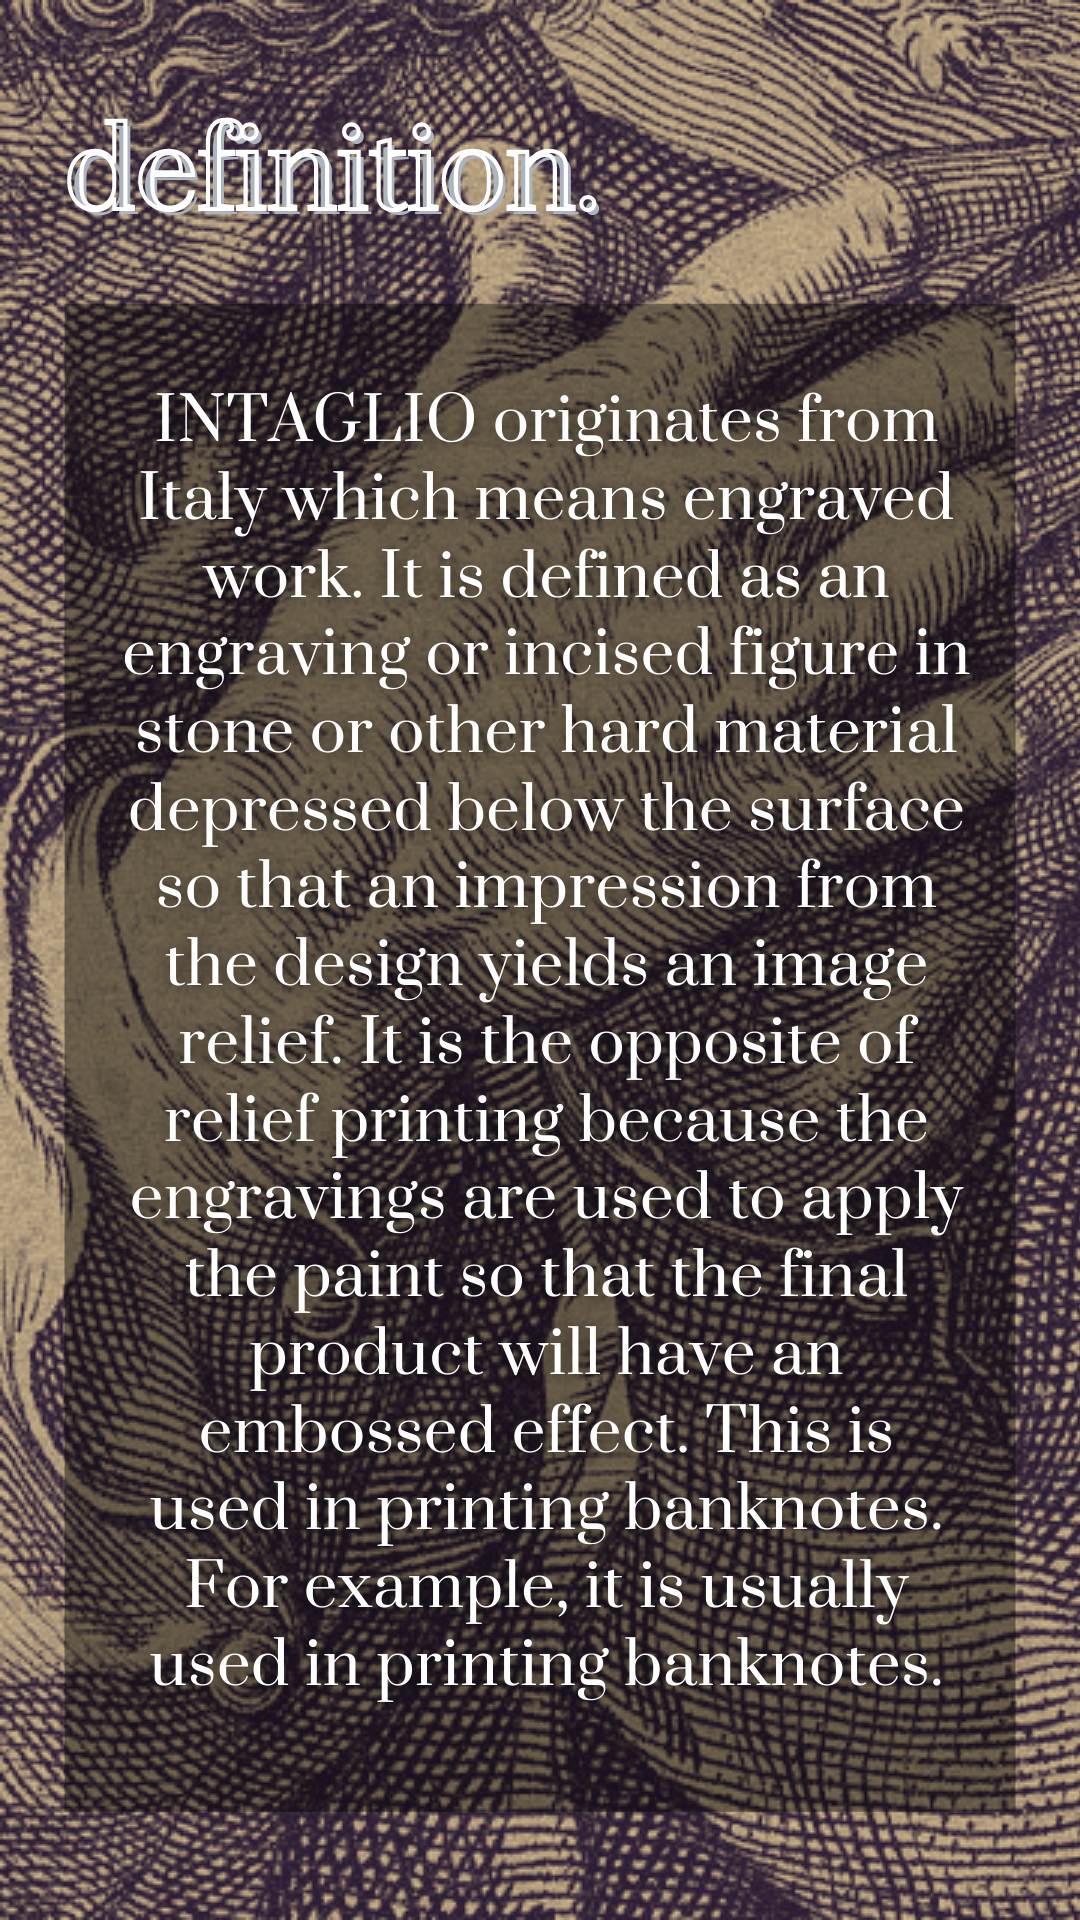 definition.
INTAGLIO originates from
Italy which means engraved
work. It is defined as an
engraving or incised figure in
stone or other hard material
depressed below the surface
so that an impression from
the design yields an image
relief. It is the opposite of
relief printing because the
engravings are used to apply
the paint so that the final
product will have an
embossed effect. This is
used in printing banknotes.
For example, it is usually
used in printing banknotes.